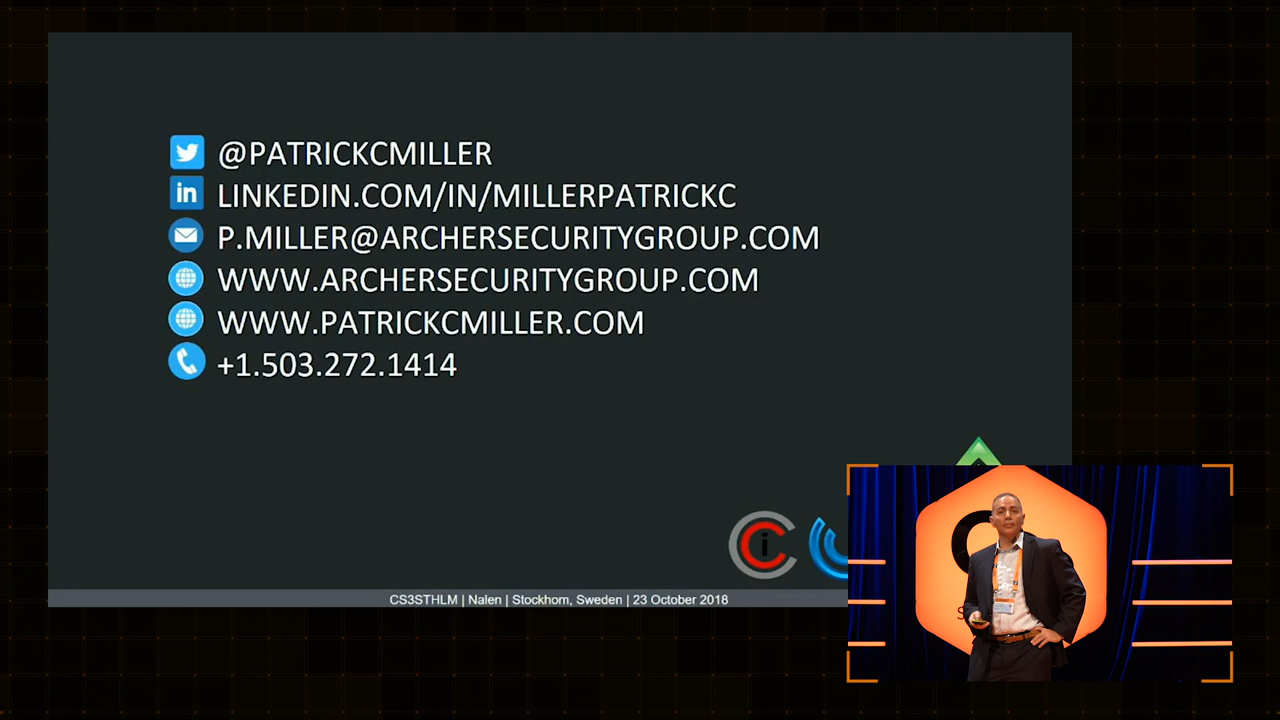 @PATRICKCMILLER
LINKEDIN.COM/IN/MILLERPATRICKC
P.MILLER@ARCHERSECURITYGROUP.COM
WWW.ARCHERSECURITYGROUP.COM
WWW.PATRICKCMILLER.COM
+1.503.272.1414
CS3STHLM | Nalen | Stockhom, Sweden | 23 October 2018